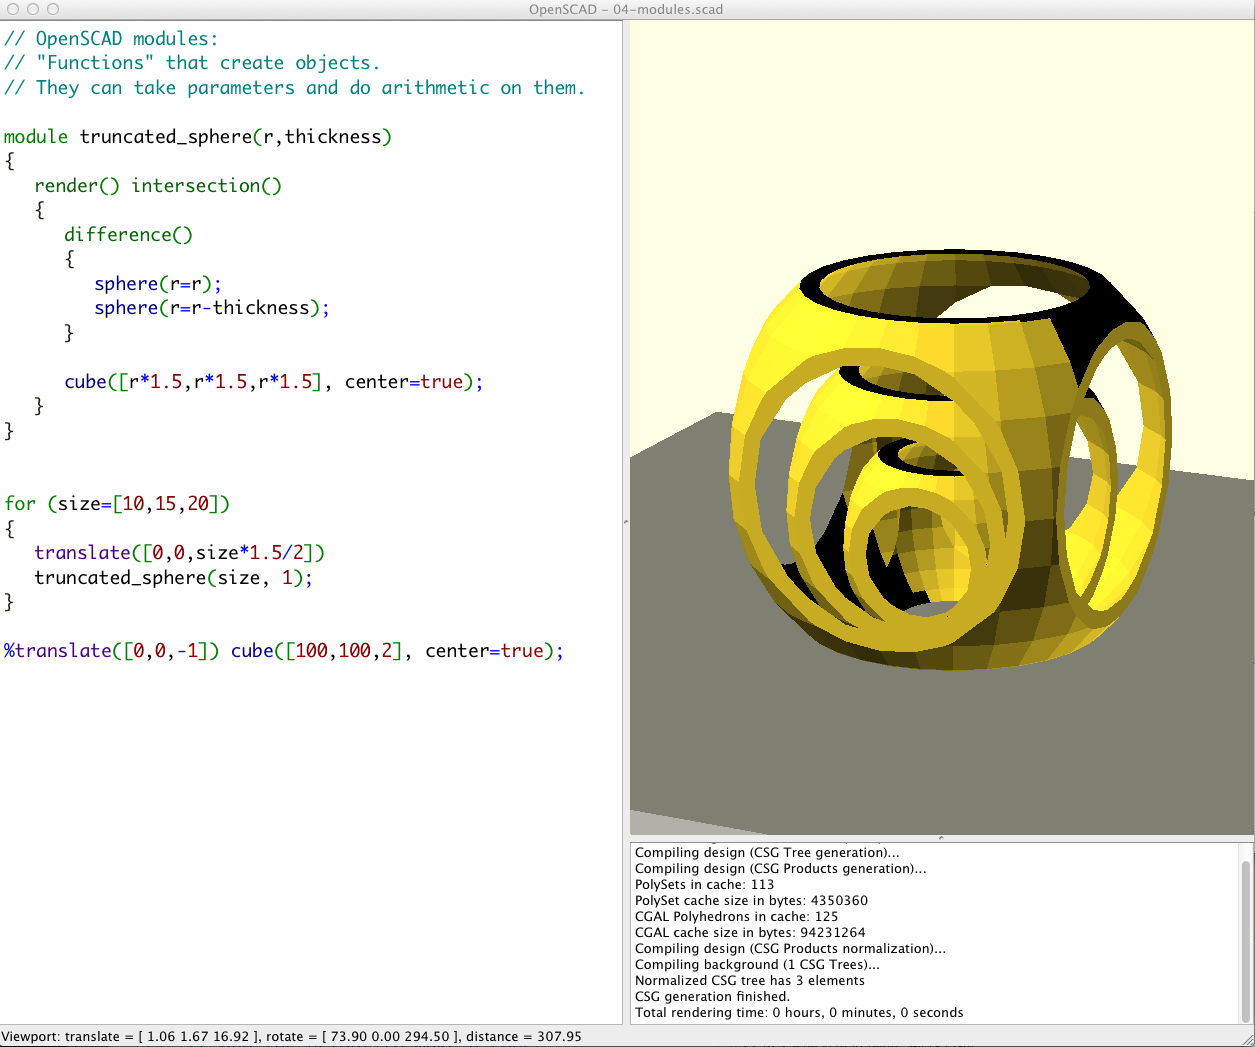 OpenSCAD - 04-modules.scad
// OpenSCAD modules:
// "Functions" that create objects.
// They can take parameters and do arithmetic on them.
module truncated_sphere(r,thickness)
{
render() intersection()
{
difference()
{
sphere(r=r);
sphere(r=r-thickness);
}
cube([r*1.5,r*1.5,r*1.5], center=true);
}
}
for (size=[10,15,20])
{
translate([0,0,size*1.5/2])
truncated_sphere(size, 1);
}
%translate([0,0,-1]) cube([100,100,2], center=true);
Compiling design (CSG Tree generation)...
Compiling design (CSG Products generation)...
PolySets in cache: 113
PolySet cache size in bytes: 4350360
CGAL Polyhedrons in cache: 125
CGAL cache size in bytes: 94231264
Compiling design (CSG Products normalization)...
Compiling background (1 CSG Trees)...
Normalized CSG tree has 3 elements
CSG generation finished.
Total rendering time: 0 hours, 0 minutes, 0 seconds
Viewport: translate = [ 1.06 1.67 16.92 ], rotate = [ 73.90 0.00 294.50 ], distance = 307.95